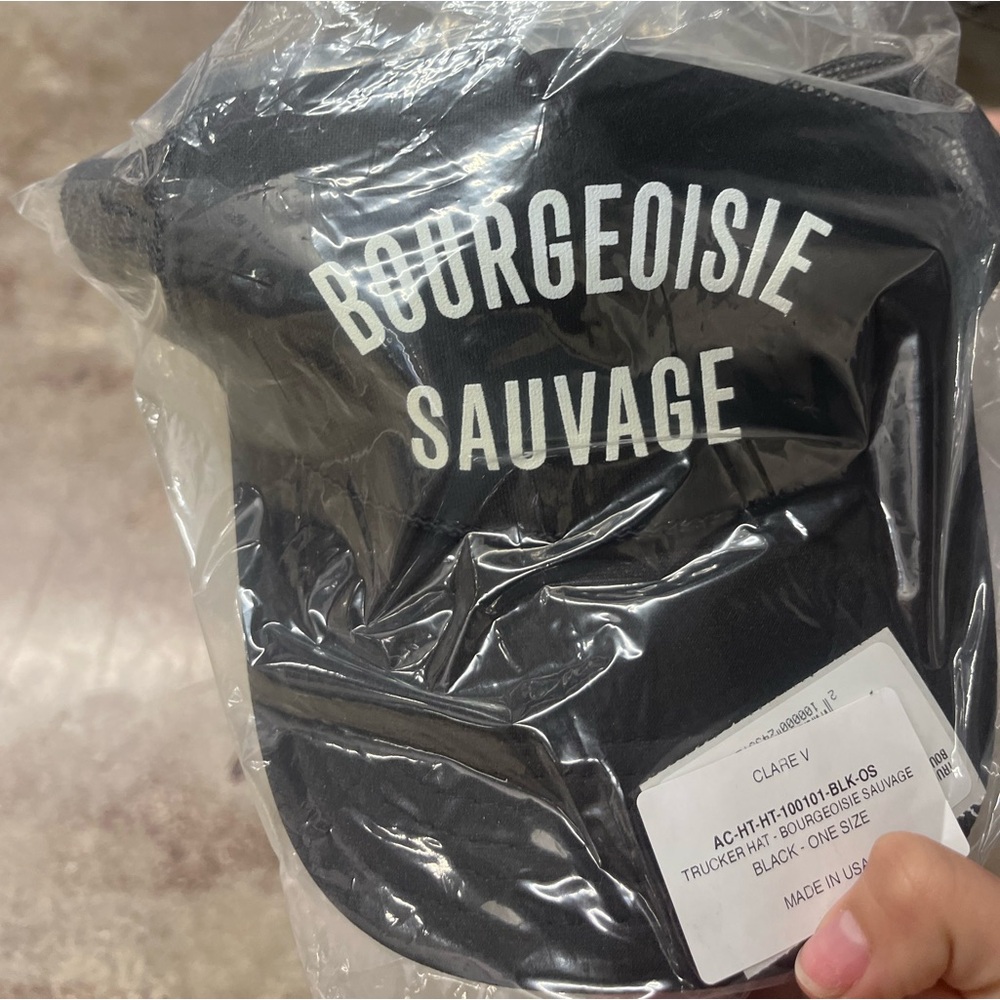 BOURGEOISIE
SAUVAGE
CLARE V
AC-HT-HT-100101-BLK-OS
TRUCKER HAT - BOURGEOISIE SAUVAGE
BLACK - ONE SIZE
MADE IN USA